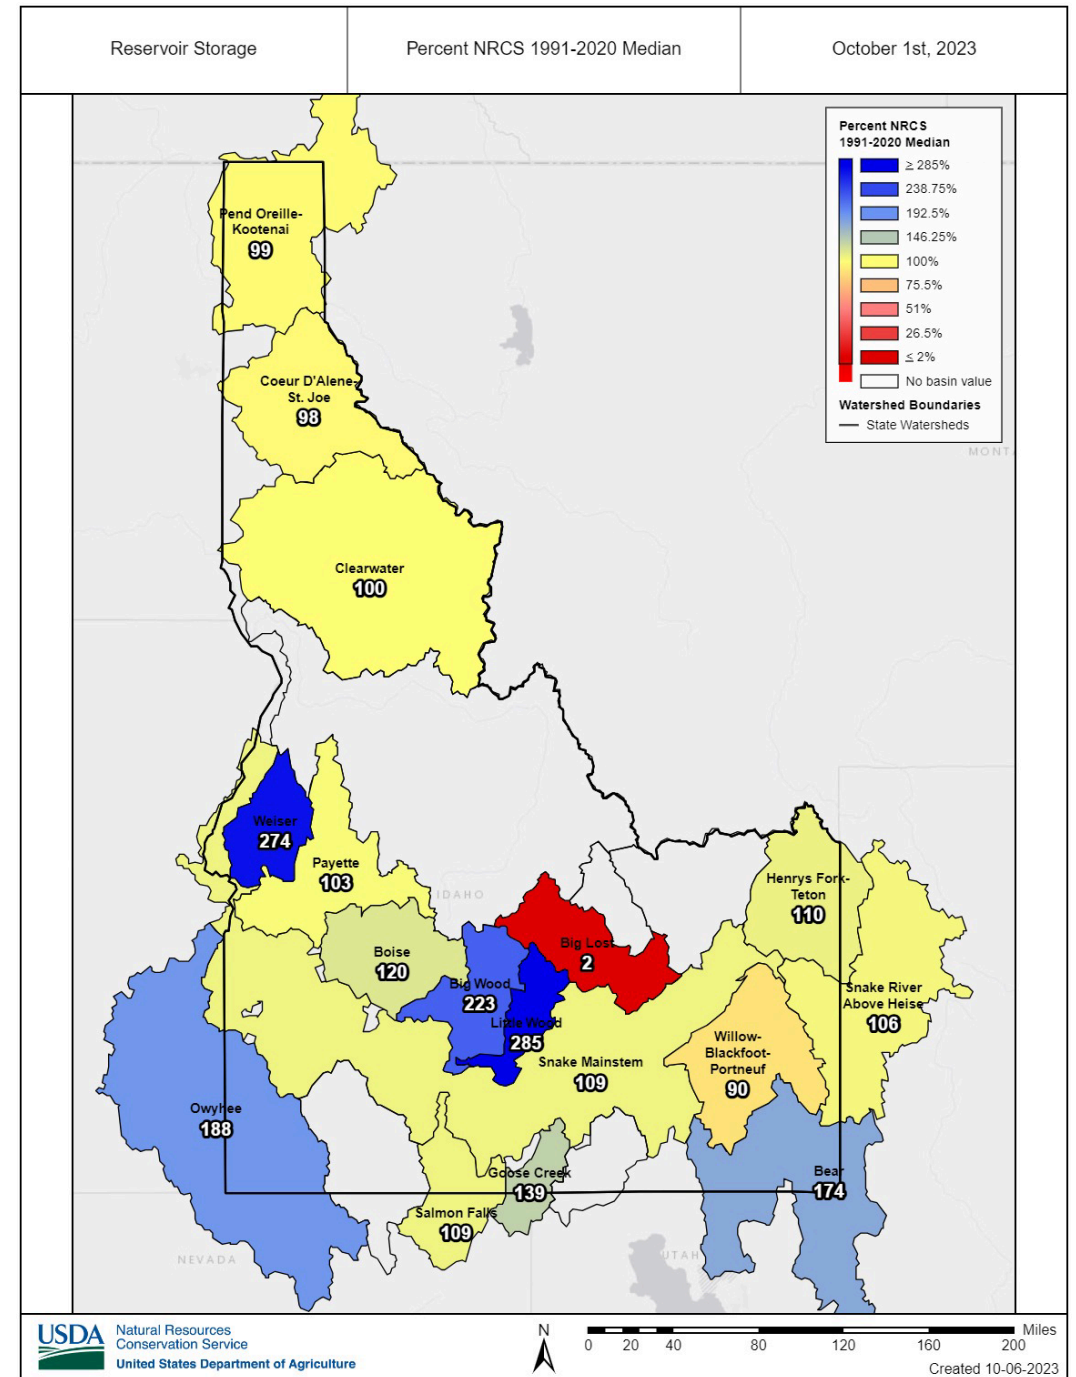 Reservoir Storage
Percent NRCS 1991-2020 Median
October 1st, 2023
Percent NRCS
1991-2020 Median
≥ 285%
238.75%
192.5%
146.25%
100%
75.5%
51%
26.5%
≤ 2%
No basin value
Watershed Boundaries
State Watersheds
MONT
Pend Oreille-
Kootenai
99
Coeur D'Alene-
St. Joe
98
Clearwater
100
Weiser
274
Payette
103
IDAHO
Henrys Fork-
Teton
110
Boise
120
Big Lost
2
Big Wood
223
Little Wood
285
Snake River
Above Heise
106
Snake Mainstem
109
Willow-
Blackfoot-
Portneuf
90
Owyhee
188
Goose Creek
139
Bear
174
Salmon Falls
109
NEVADA
UTAH
USDA
Natural Resources
Conservation Service
United States Department of Agriculture
N
0 20 40 80 120 160 200 Miles
Created 10-06-2023